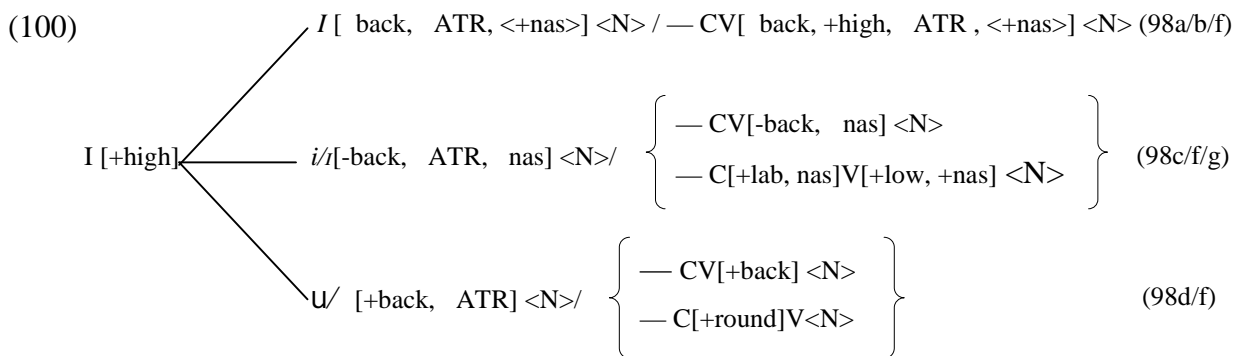 (100) I [ back, ATR, <+nas>] <N> / — CV[ back, +high, ATR , <+nas>] <N> (98a/b/f)
— CV[-back, nas] <N>
I [+high] i/ɪ[-back, ATR, nas] <N>/ (98c/f/g)
— C[+lab, nas]V[+low, +nas] <N>
— CV[+back] <N>
u/ [+back, ATR] <N>/ (98d/f)
— C[+round]V<N>